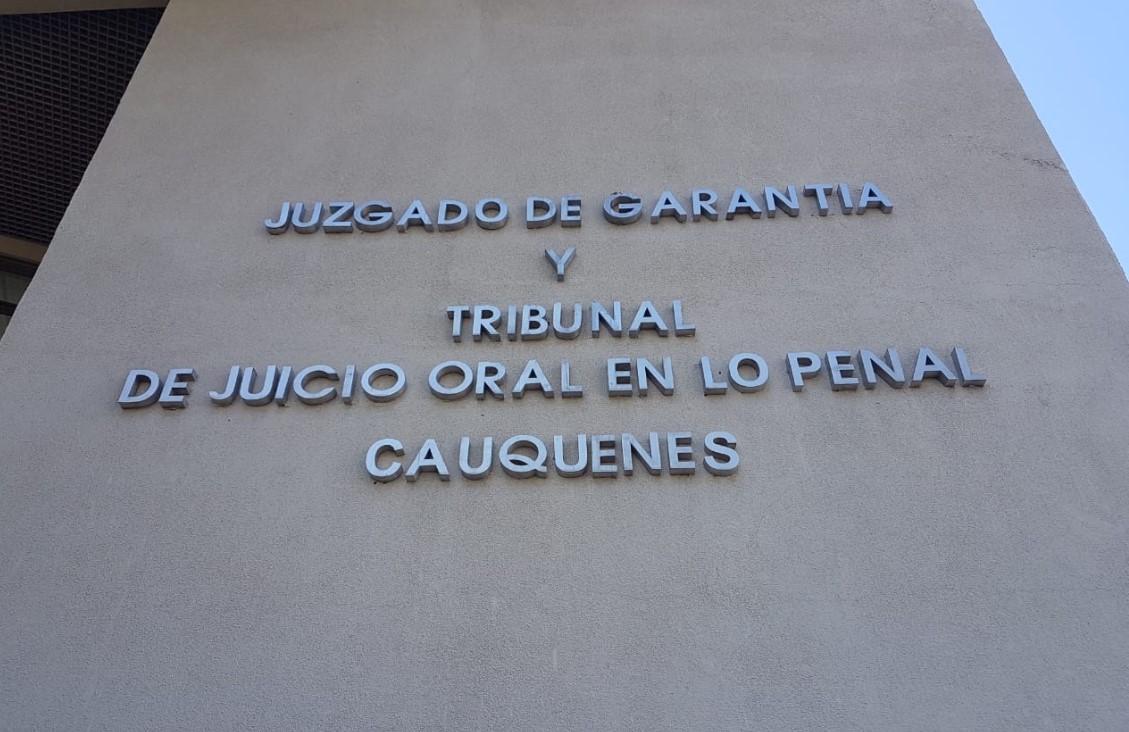 JUZGADO DE GARANTIA
Y
TRIBUNAL
DE JUICIO ORAL EN LO PENAL
CAUQUENES